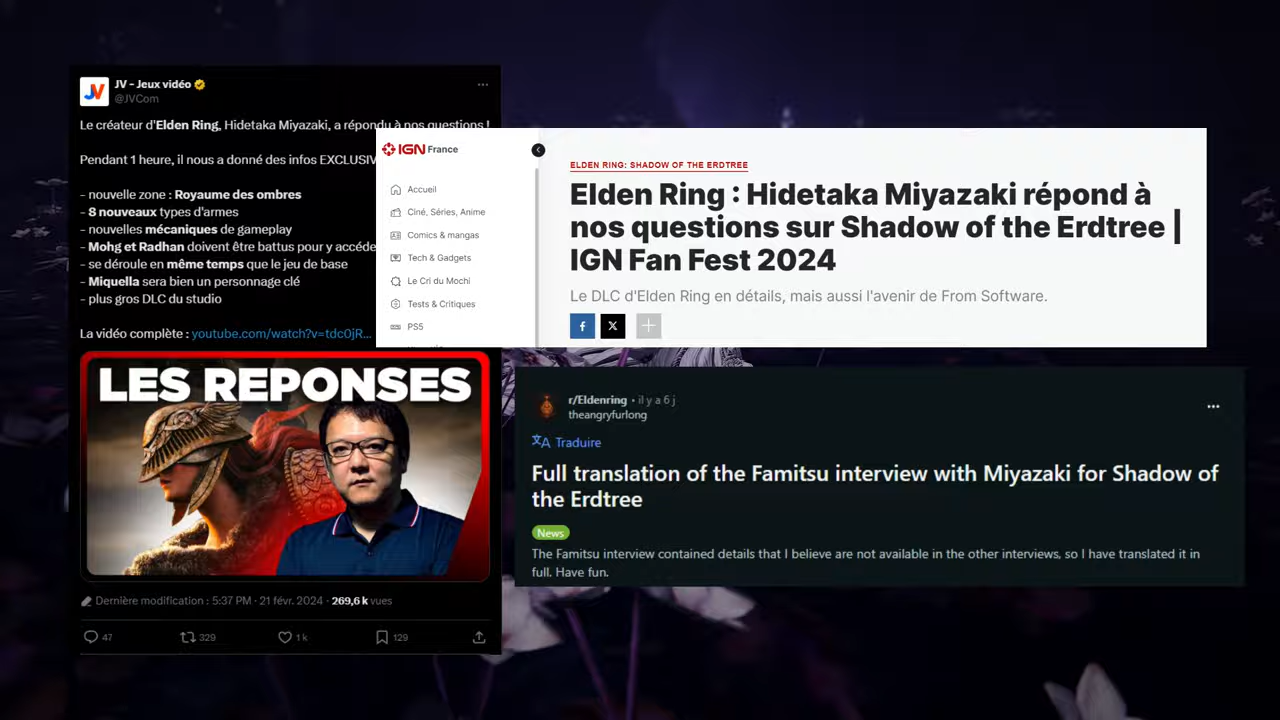 JV - Jeux vidéo
@JVCom
Le créateur d'Elden Ring, Hidetaka Miyazaki, a répondu à nos questions !
Pendant 1 heure, il nous a donné des infos EXCLUSIV
- nouvelle zone : Royaume des ombres
- 8 nouveaux types d'armes
- nouvelles mécaniques de gameplay
- Mohg et Radhan doivent être battus pour y accéde
- se déroule en même temps que le jeu de base
- Miquella sera bien un personnage clé
- plus gros DLC du studio
La vidéo complète : youtube.com/watch?v=tdc0jR...
LES REPONSES
Dernière modification : 5:37 PM · 21 févr. 2024 · 269,6 k vues
47 329 1 k 129
IGN France
Accueil
Ciné, Séries, Anime
Comics & mangas
Tech & Gadgets
Le Cri du Mochi
Tests & Critiques
PS5
ELDEN RING: SHADOW OF THE ERDTREE
Elden Ring : Hidetaka Miyazaki répond à
nos questions sur Shadow of the Erdtree |
IGN Fan Fest 2024
Le DLC d'Elden Ring en détails, mais aussi l'avenir de From Software.
r/Eldenring • il y a 6 j
theangryfurlong
Traduire
Full translation of the Famitsu interview with Miyazaki for Shadow of
the Erdtree
News
The Famitsu interview contained details that I believe are not available in the other interviews, so I have translated it in
full. Have fun.